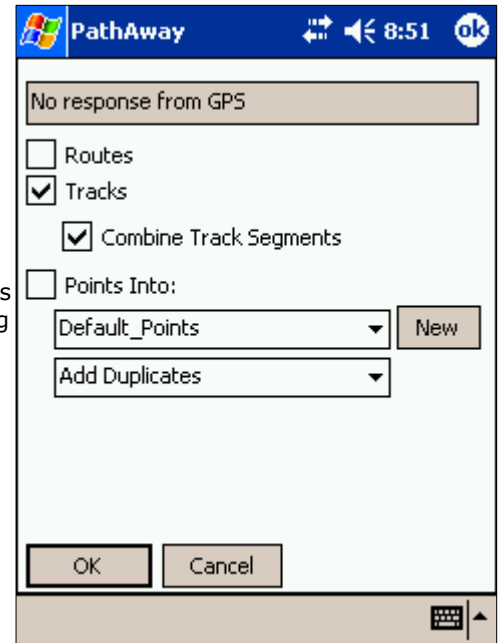 PathAway 8:51 ok
No response from GPS
Routes
Tracks
Combine Track Segments
Points Into:
Default_Points New
Add Duplicates
OK Cancel